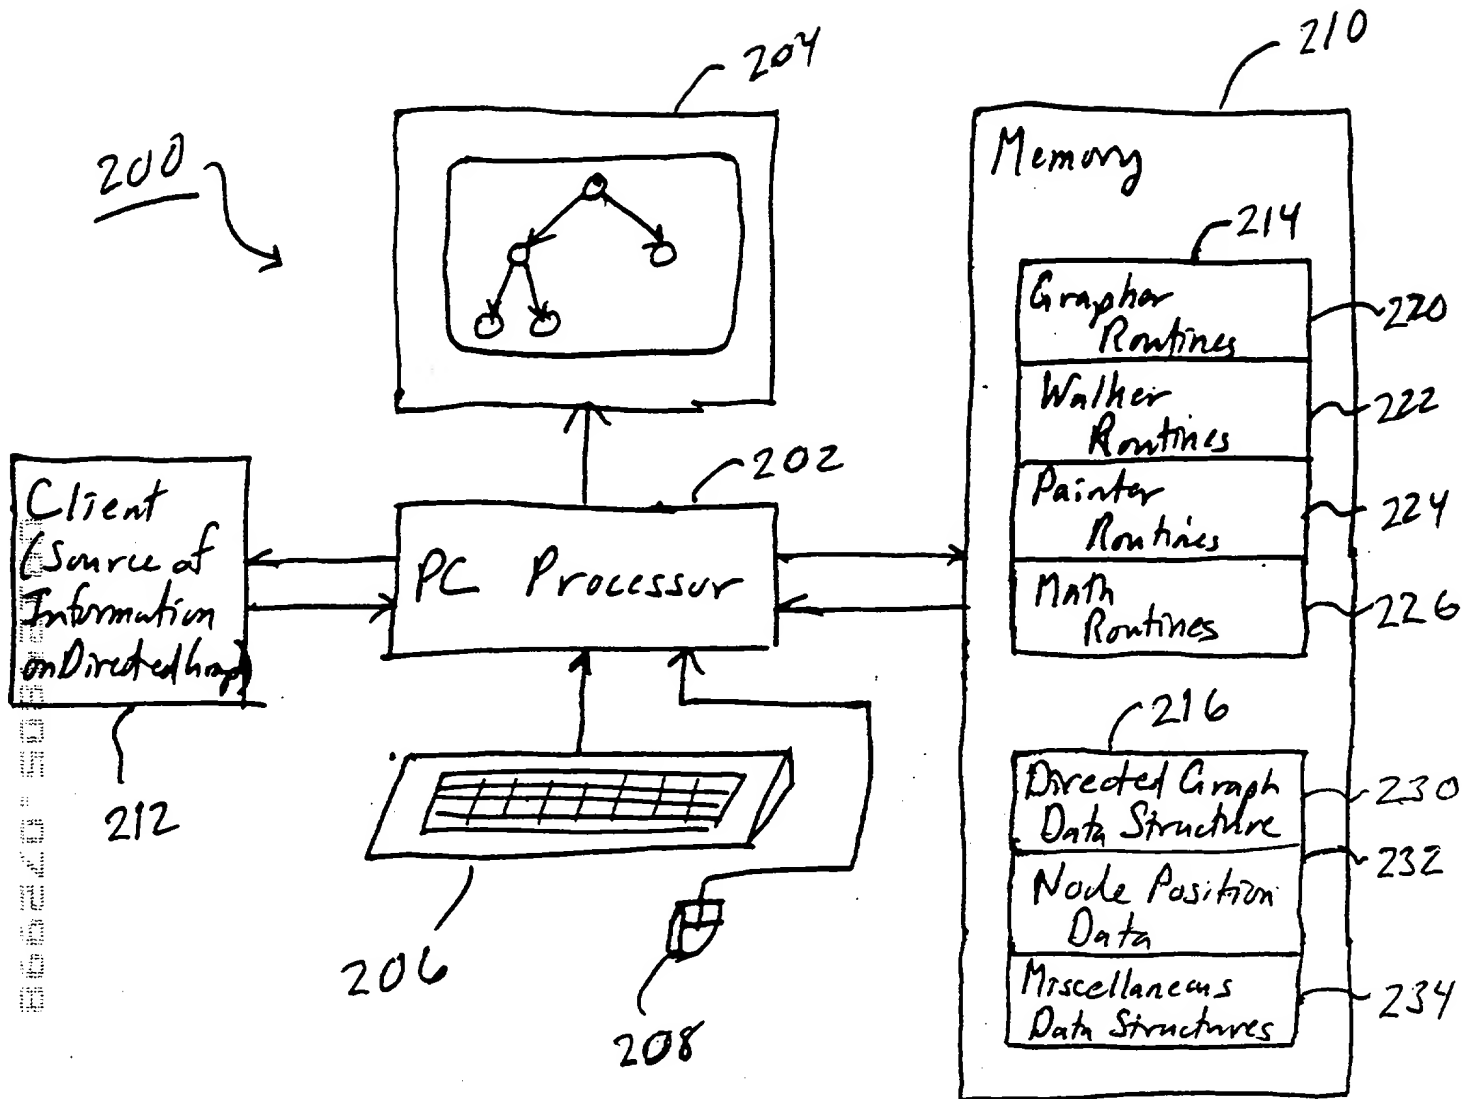 204
210
200
Memory
214
Grapher
Routines
220
Walker
Routines
222
Painter
Routines
224
Math
Routines
226
202
PC Processor
Client
(Source of
Information
on Directed Graph)
212
206
208
216
Directed Graph
Data Structure
230
232
Node Position
Data
Miscellaneous
Data Structures
234